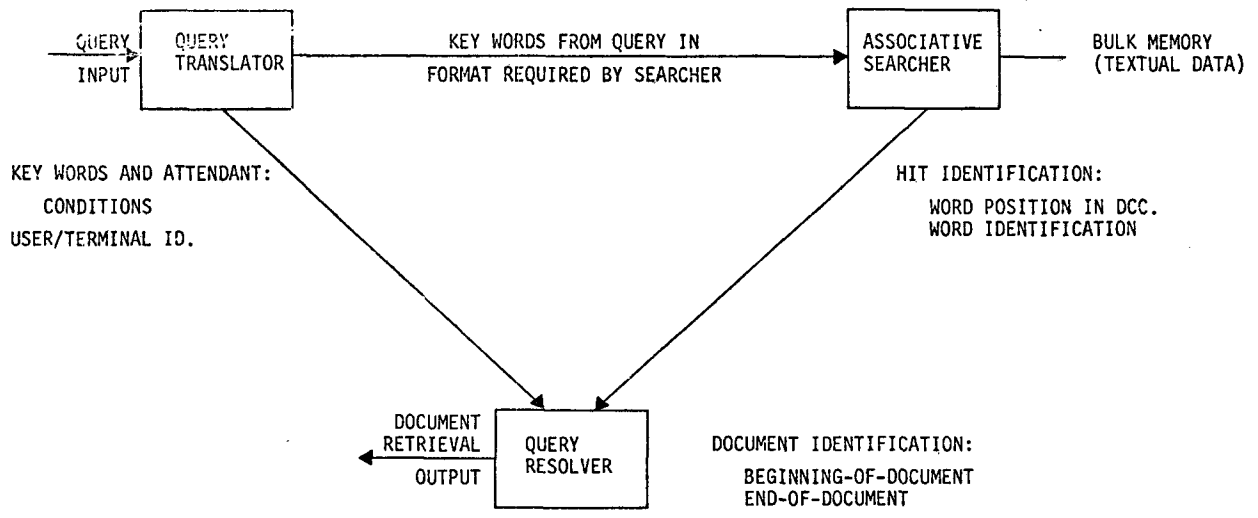 QUERY
INPUT
QUERY
TRANSLATOR
KEY WORDS FROM QUERY IN
FORMAT REQUIRED BY SEARCHER
ASSOCIATIVE
SEARCHER
BULK MEMORY
(TEXTUAL DATA)
KEY WORDS AND ATTENDANT:
CONDITIONS
USER/TERMINAL ID.
HIT IDENTIFICATION:
WORD POSITION IN DCC.
WORD IDENTIFICATION
DOCUMENT
RETRIEVAL
OUTPUT
QUERY
RESOLVER
DOCUMENT IDENTIFICATION:
BEGINNING-OF-DOCUMENT
END-OF-DOCUMENT